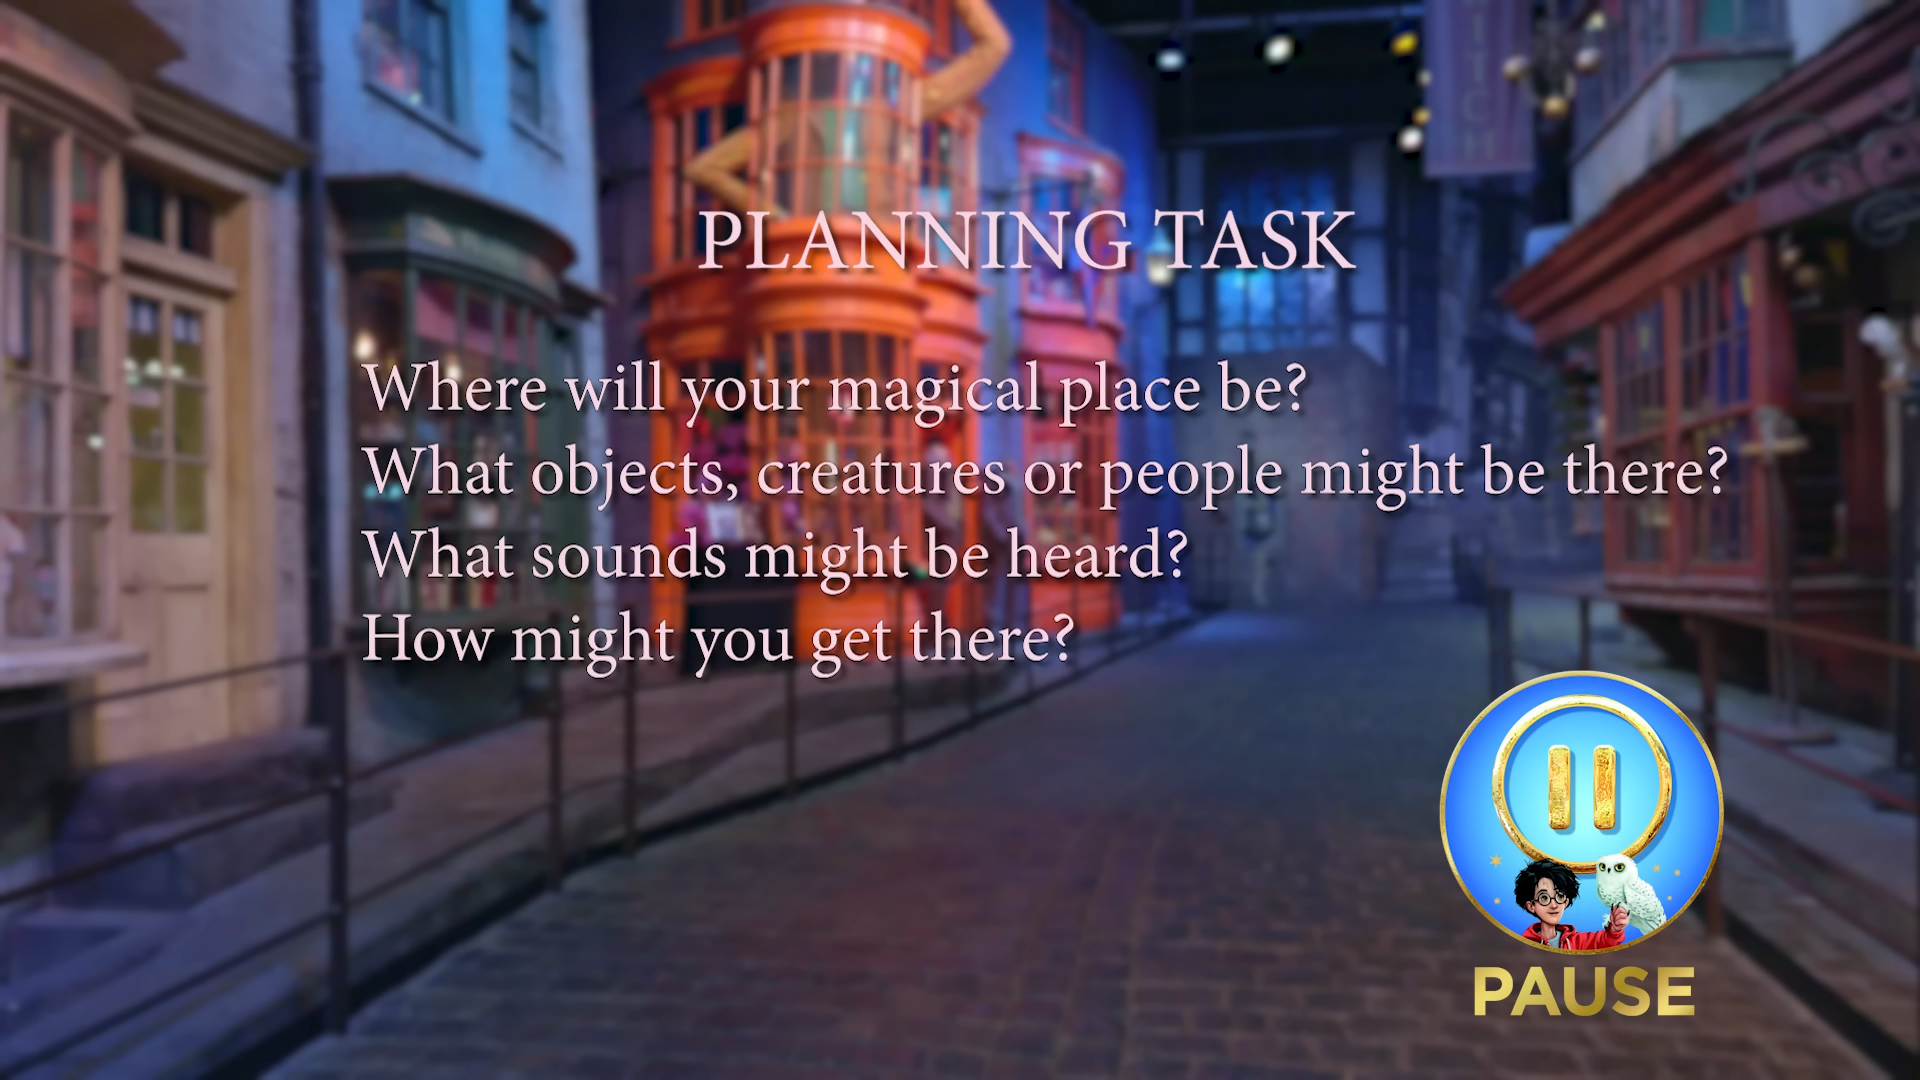 PLANNING TASK
Where will your magical place be?
What objects, creatures or people might be there?
What sounds might be heard?
How might you get there?
PAUSE